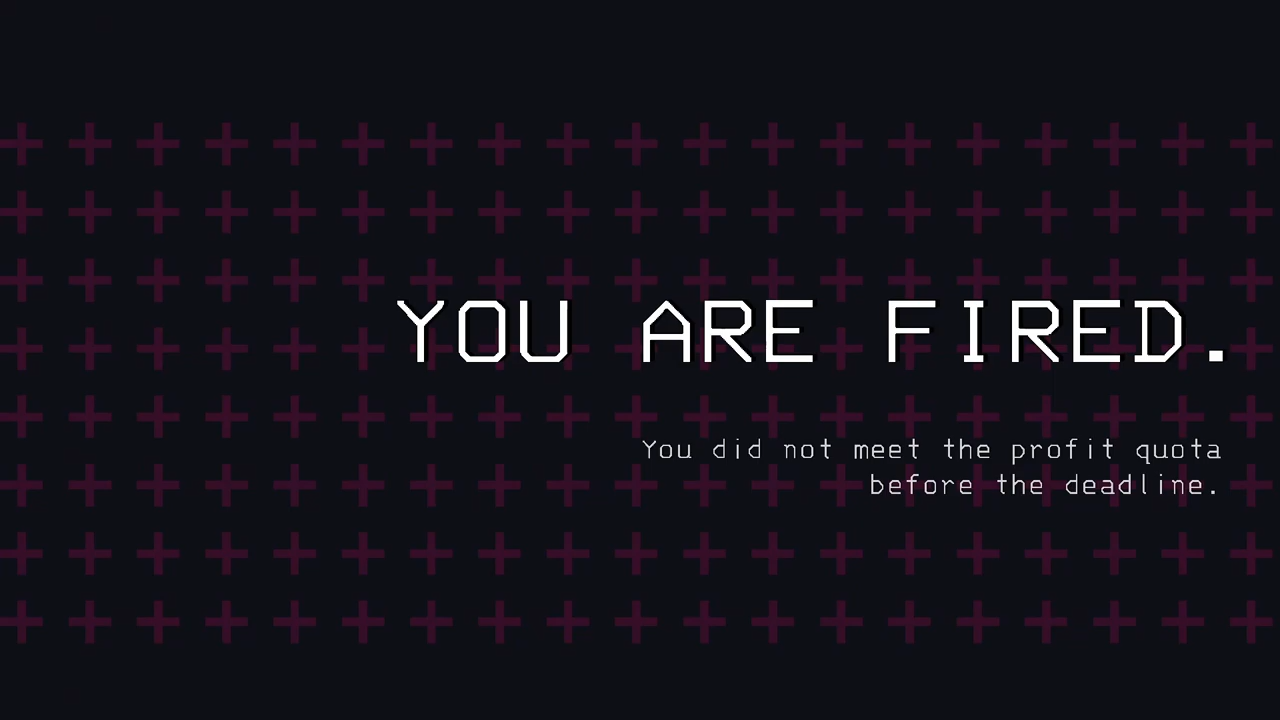 YOU ARE FIRED.
You did not meet the profit quota
before the deadline.